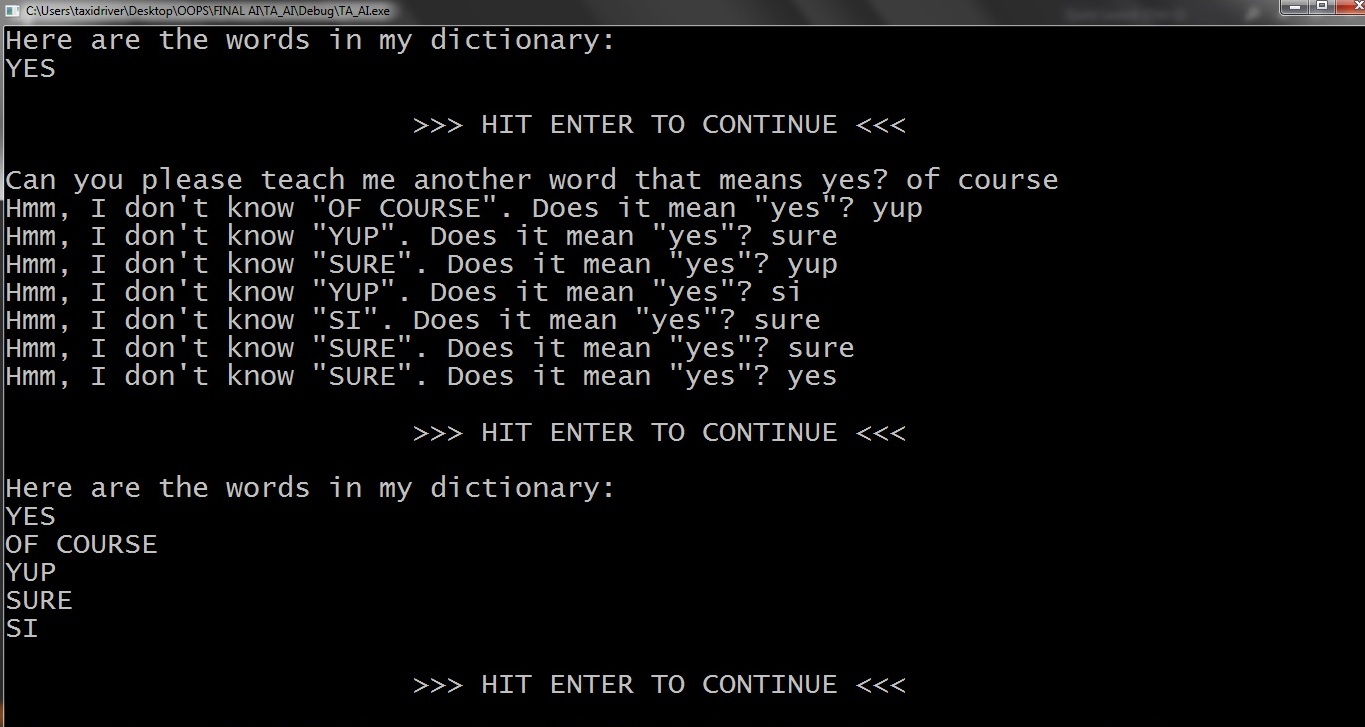 C:\Users\taxidriver\Desktop\OOPS\FINAL AI\TA_AI\Debug\TA_AI.exe
Here are the words in my dictionary:
YES
>>> HIT ENTER TO CONTINUE <<<
Can you please teach me another word that means yes? of course
Hmm, I don't know "OF COURSE". Does it mean "yes"? yup
Hmm, I don't know "YUP". Does it mean "yes"? sure
Hmm, I don't know "SURE". Does it mean "yes"? yup
Hmm, I don't know "YUP". Does it mean "yes"? si
Hmm, I don't know "SI". Does it mean "yes"? sure
Hmm, I don't know "SURE". Does it mean "yes"? sure
Hmm, I don't know "SURE". Does it mean "yes"? yes
>>> HIT ENTER TO CONTINUE <<<
Here are the words in my dictionary:
YES
OF COURSE
YUP
SURE
SI
>>> HIT ENTER TO CONTINUE <<<